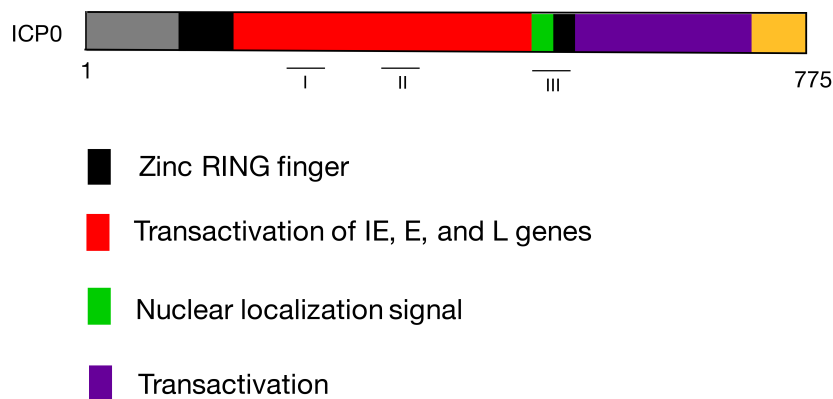 ICP0
1
I
II
III
775
Zinc RING finger
Transactivation of IE, E, and L genes
Nuclear localization signal
Transactivation